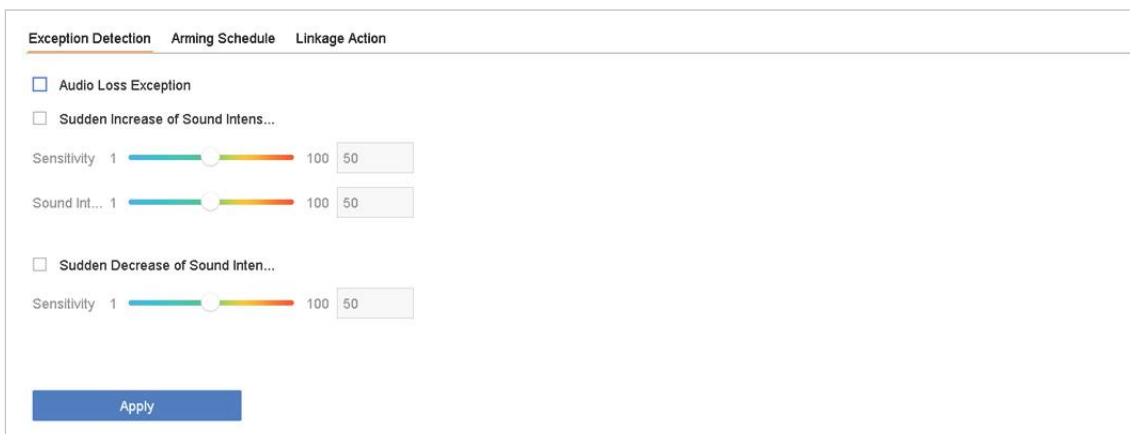 Exception Detection Arming Schedule Linkage Action
Audio Loss Exception
Sudden Increase of Sound Intens...
Sensitivity 1 100 50
Sound Int... 1 100 50
Sudden Decrease of Sound Inten...
Sensitivity 1 100 50
Apply